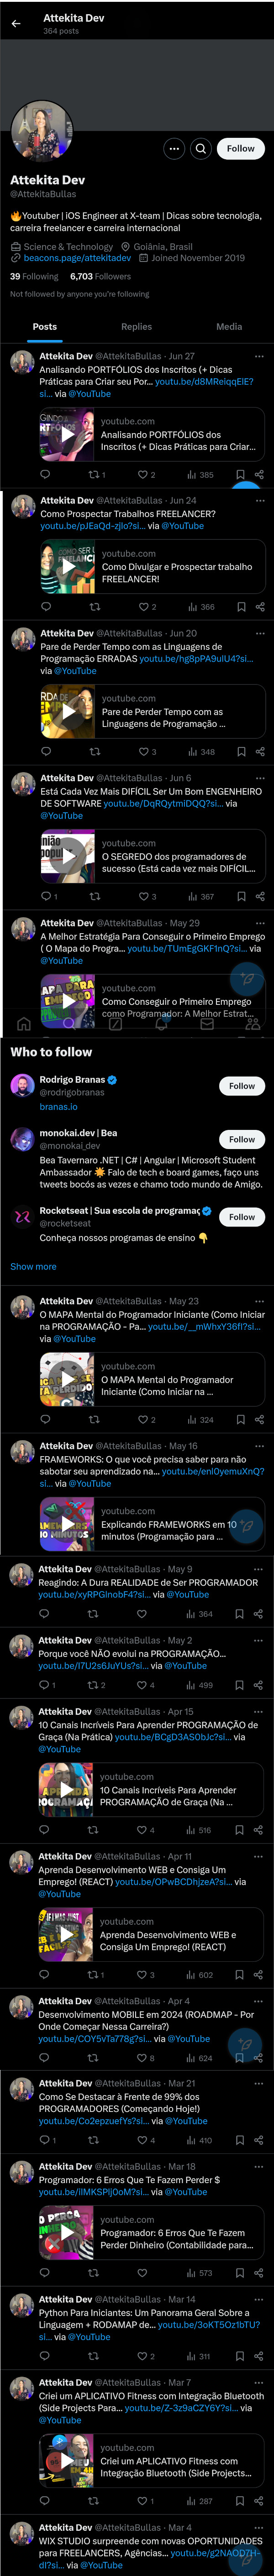 Attekita Dev
364 posts
Follow
Attekita Dev
@AttekitaBullas
🔥Youtuber | iOS Engineer at X-team | Dicas sobre tecnologia,
carreira freelancer e carreira internacional
Science & Technology Goiânia, Brasil
beacons.page/attekitadev Joined November 2019
39 Following 6,703 Followers
Not followed by anyone you're following
Posts Replies Media
Attekita Dev @AttekitaBullas · Jun 27
Analisando PORTFÓLIOS dos Inscritos (+ Dicas
Práticas para Criar seu Por... youtu.be/d8MReiqqElE?
si... via @YouTube
youtube.com
Analisando PORTFÓLIOS dos
Inscritos (+ Dicas Práticas para Criar...
1 2 385
Attekita Dev @AttekitaBullas · Jun 24
Como Prospectar Trabalhos FREELANCER?
youtu.be/pJEaQd-zjlo?si... via @YouTube
youtube.com
Como Divulgar e Prospectar trabalho
FREELANCER!
2 366
Attekita Dev @AttekitaBullas · Jun 20
Pare de Perder Tempo com as Linguagens de
Programação ERRADAS youtu.be/hg8pPA9ulU4?si...
via @YouTube
youtube.com
Pare de Perder Tempo com as
Linguagens de Programação ...
3 348
Attekita Dev @AttekitaBullas · Jun 6
Está Cada Vez Mais DIFÍCIL Ser Um Bom ENGENHEIRO
DE SOFTWARE youtu.be/DqRQytmiDQQ?si... via
@YouTube
youtube.com
O SEGREDO dos programadores de
sucesso (Está cada vez mais DIFÍCIL...
1 3 367
Attekita Dev @AttekitaBullas · May 29
A Melhor Estratégia Para Conseguir o Primeiro Emprego
( O Mapa do Progra... youtu.be/TUmEgGKF1nQ?si... via
@YouTube
youtube.com
Como Conseguir o Primeiro Emprego
como Programador: A Melhor Estrat...
Who to follow
Rodrigo Branas
@rodrigobranas
Follow
branas.io
monokai.dev | Bea
@monokai_dev
Follow
Bea Tavernaro .NET | C# | Angular | Microsoft Student
Ambassador 🌟 Falo de tech e board games, faço uns
tweets bocós as vezes e chamo todo mundo de Amigo.
Rocketseat | Sua escola de programaç
@rocketseat
Follow
Conheça nossos programas de ensino 👇
Show more
Attekita Dev @AttekitaBullas · May 23
O MAPA Mental do Programador Iniciante (Como Iniciar
na PROGRAMAÇÃO - Pa... youtu.be/__mWhxY36fI?si...
via @YouTube
youtube.com
O MAPA Mental do Programador
Iniciante (Como Iniciar na ...
2 324
Attekita Dev @AttekitaBullas · May 16
FRAMEWORKS: O que você precisa saber para não
sabotar seu aprendizado na... youtu.be/enl0yemuXnQ?
si... via @YouTube
youtube.com
Explicando FRAMEWORKS em 10
minutos (Programação para ...
Attekita Dev @AttekitaBullas · May 9
Reagindo: A Dura REALIDADE de Ser PROGRAMADOR
youtu.be/xyRPGInobF4?si... via @YouTube
364
Attekita Dev @AttekitaBullas · May 2
Porque você NÃO evolui na PROGRAMAÇÃO...
youtu.be/I7U2s6JuYUs?si... via @YouTube
1 2 4 499
Attekita Dev @AttekitaBullas · Apr 15
10 Canais Incríveis Para Aprender PROGRAMAÇÃO de
Graça (Na Prática) youtu.be/BCgD3AS0bJc?si... via
@YouTube
youtube.com
10 Canais Incríveis Para Aprender
PROGRAMAÇÃO de Graça (Na ...
4 516
Attekita Dev @AttekitaBullas · Apr 11
Aprenda Desenvolvimento WEB e Consiga Um
Emprego! (REACT) youtu.be/OPwBCDhjzeA?si... via
@YouTube
youtube.com
Aprenda Desenvolvimento WEB e
Consiga Um Emprego! (REACT)
1 3 602
Attekita Dev @AttekitaBullas · Apr 4
Desenvolvimento MOBILE em 2024 (ROADMAP - Por
Onde Começar Nessa Carreira?)
youtu.be/COY5vTa778g?si... via @YouTube
8 624
Attekita Dev @AttekitaBullas · Mar 21
Como Se Destacar à Frente de 99% dos
PROGRAMADORES (Começando Hoje!)
youtu.be/Co2epzuefYs?si... via @YouTube
1 4 410
Attekita Dev @AttekitaBullas · Mar 18
Programador: 6 Erros Que Te Fazem Perder $
youtu.be/ilMKSPlj0oM?si... via @YouTube
youtube.com
Programador: 6 Erros Que Te Fazem
Perder Dinheiro (Contabilidade para...
573
Attekita Dev @AttekitaBullas · Mar 14
Python Para Iniciantes: Um Panorama Geral Sobre a
Linguagem + RODAMAP de... youtu.be/3oKT5Oz1bTU?
si... via @YouTube
2 311
Attekita Dev @AttekitaBullas · Mar 7
Criei um APLICATIVO Fitness com Integração Bluetooth
(Side Projects Para... youtu.be/Z-3z9aCZY6Y?si... via
@YouTube
youtube.com
Criei um APLICATIVO Fitness com
Integração Bluetooth (Side Projects...
1 287
Attekita Dev @AttekitaBullas · Mar 4
WIX STUDIO surpreende com novas OPORTUNIDADES
para FREELANCERS, Agências... youtu.be/g2NAOD7H-
dI?si... via @YouTube